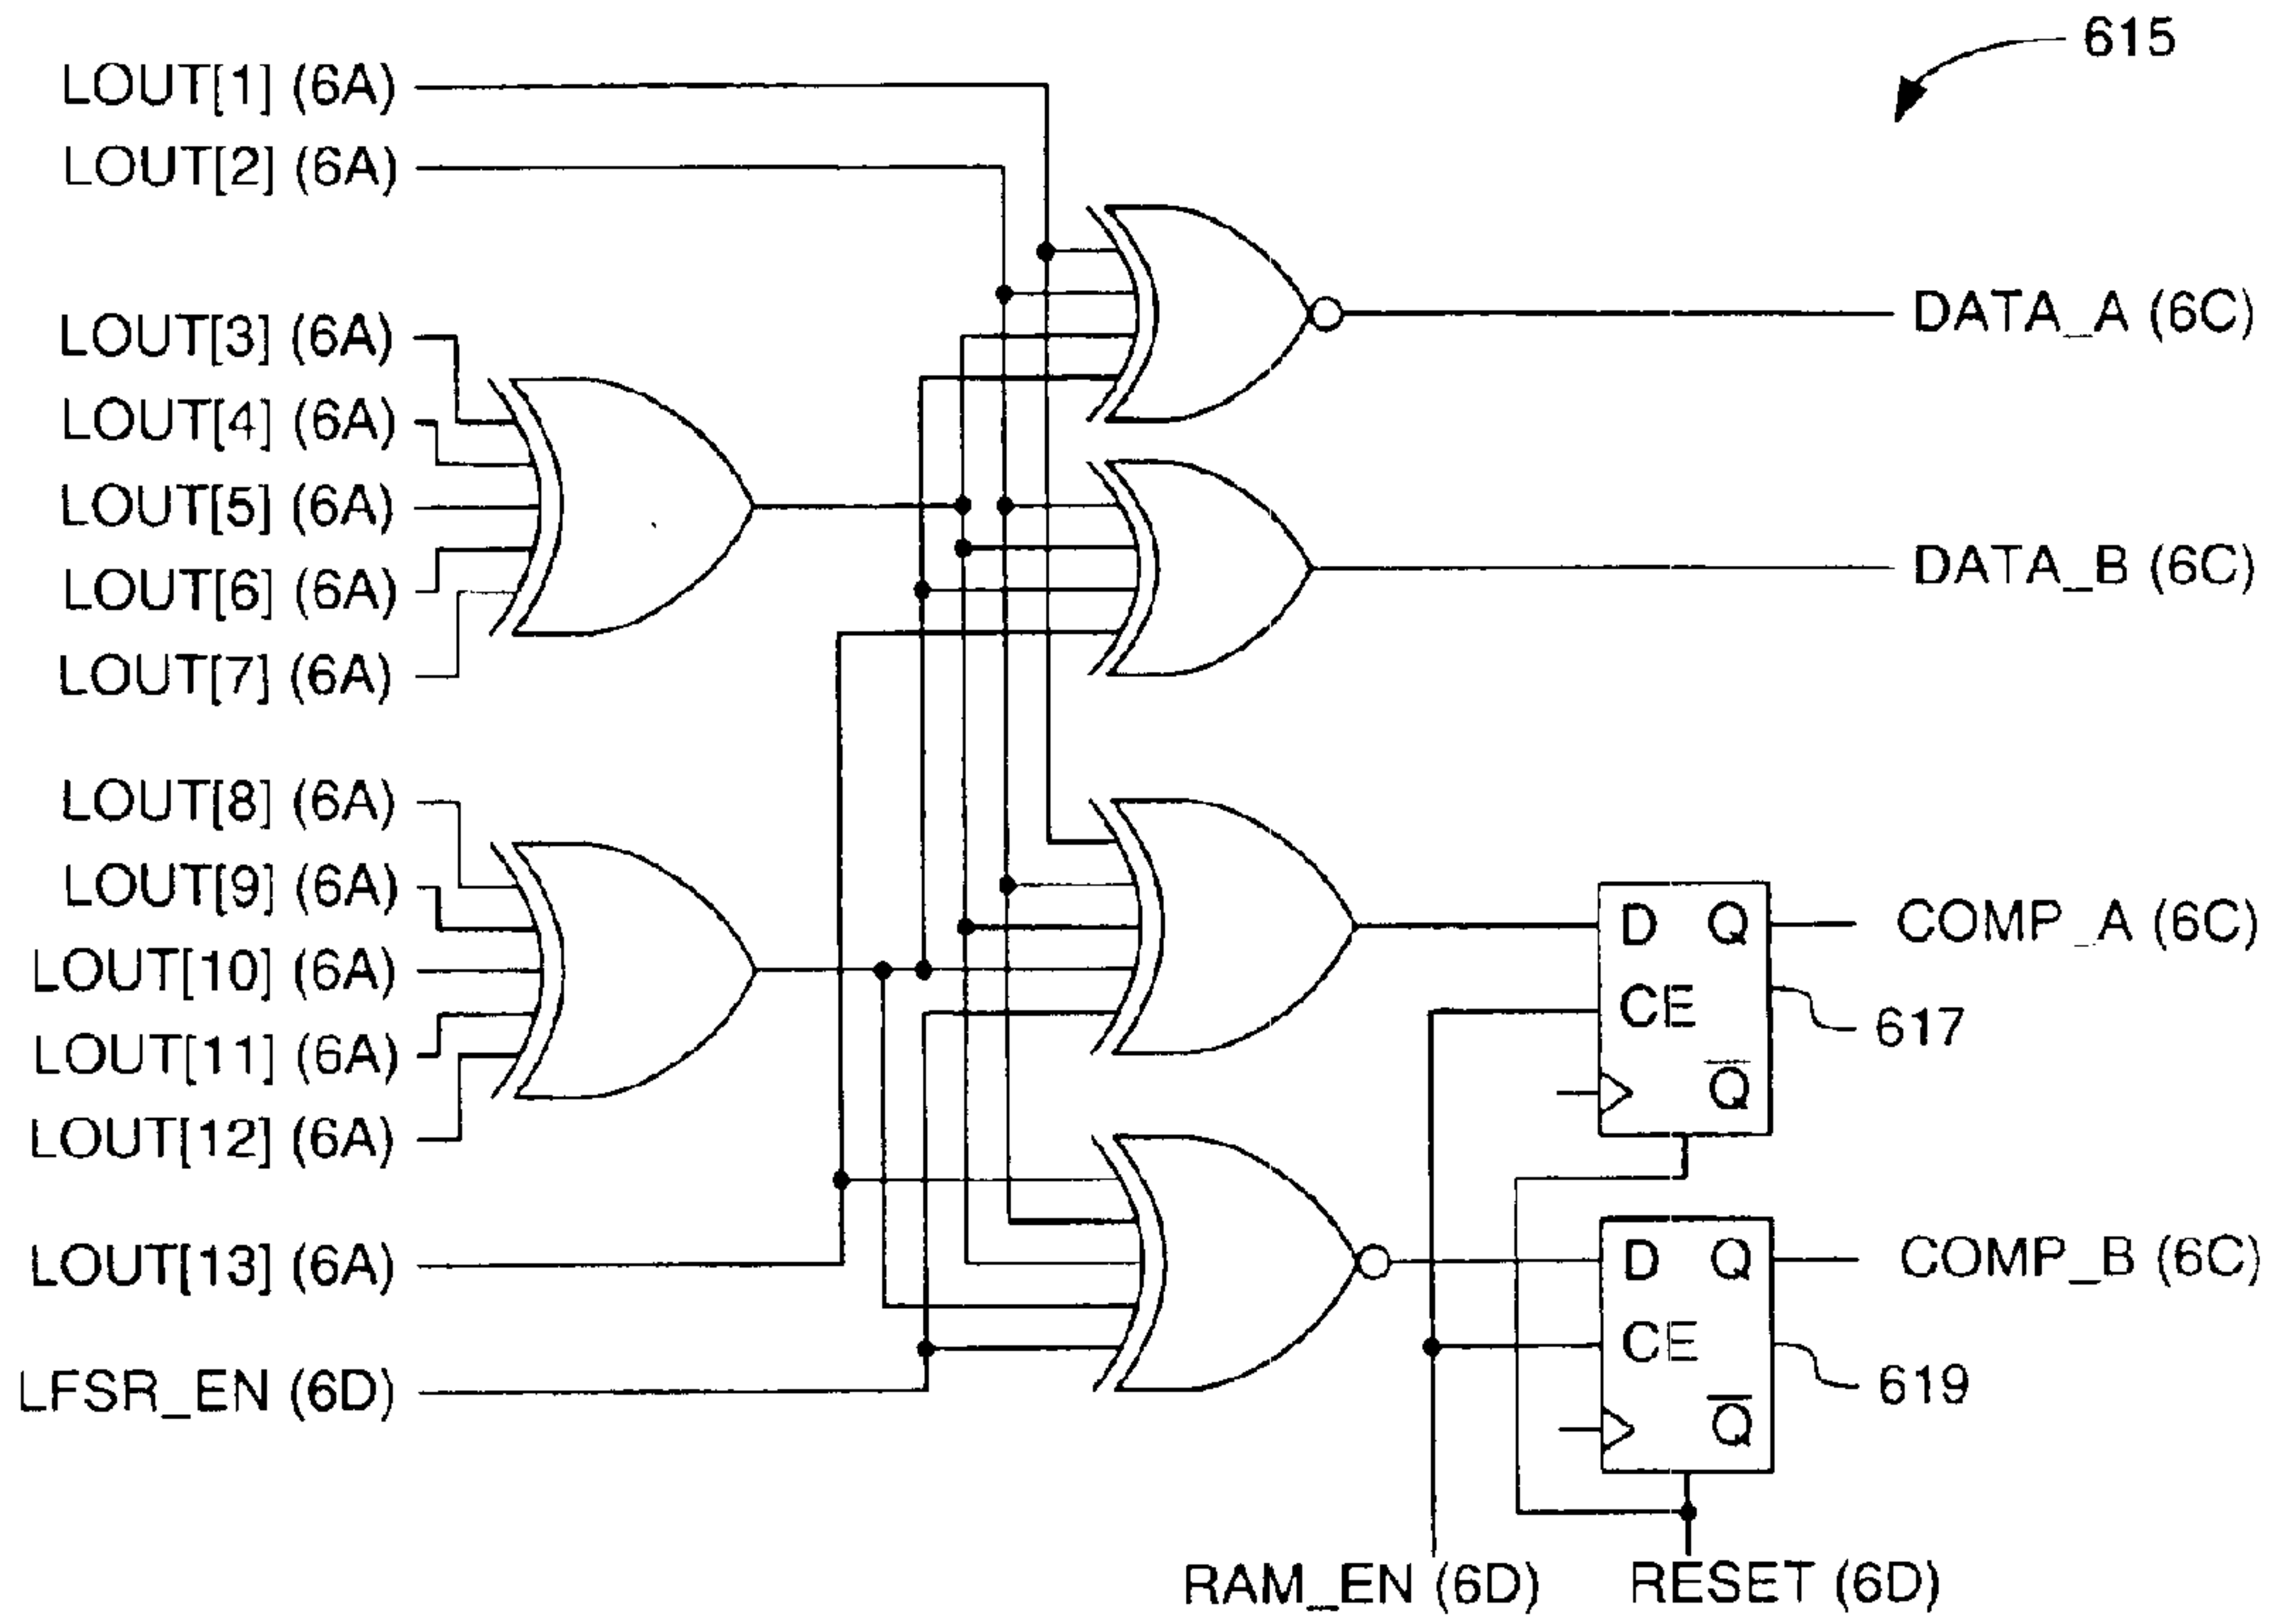 615
LOUT[1] (6A)
LOUT[2] (6A)
LOUT[3] (6A)
LOUT[4] (6A)
LOUT[5] (6A)
LOUT[6] (6A)
LOUT[7] (6A)
LOUT[8] (6A)
LOUT[9] (6A)
LOUT[10] (6A)
LOUT[11] (6A)
LOUT[12] (6A)
LOUT[13] (6A)
LFSR_EN (6D)
DATA_A (6C)
DATA_B (6C)
D Q
CE
Q̅
COMP_A (6C)
617
D Q
CE
Q̅
COMP_B (6C)
619
RAM_EN (6D)
RESET (6D)